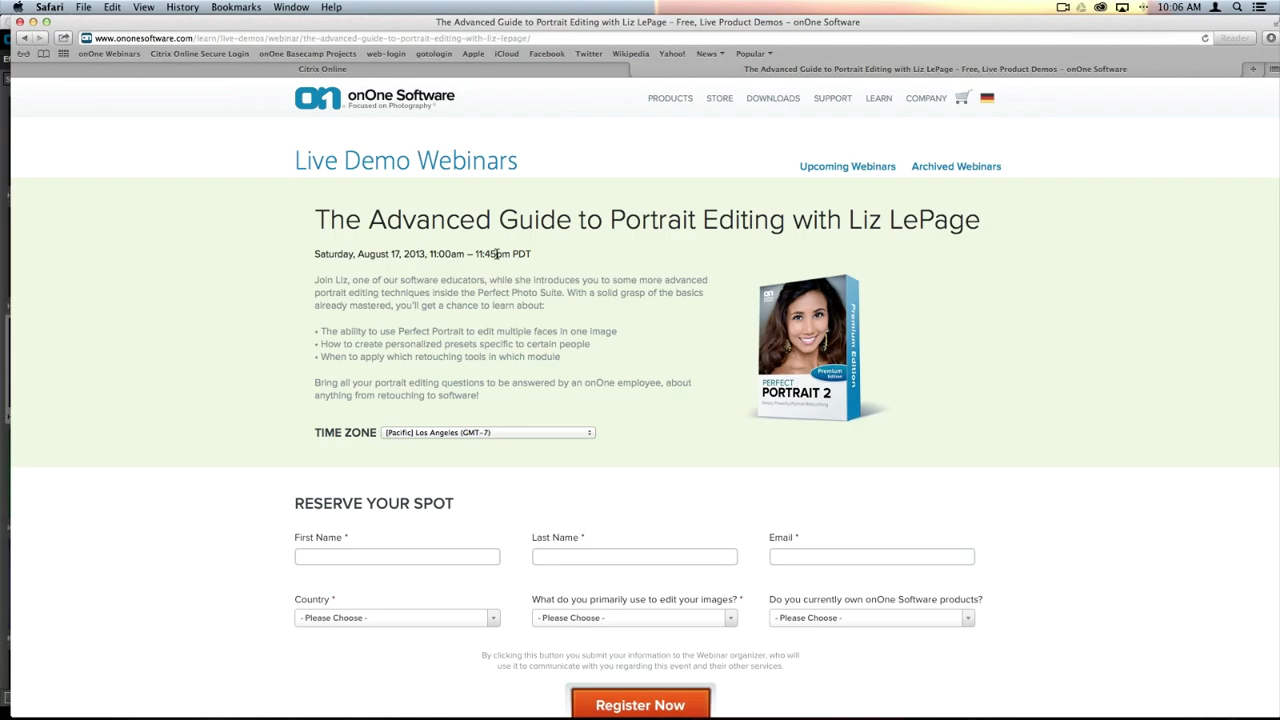 Safari File Edit View History Bookmarks Window Help 10:06 AM
The Advanced Guide to Portrait Editing with Liz LePage – Free, Live Product Demos – onOne Software
www.ononesoftware.com/learn/live-demos/webinar/the-advanced-guide-to-portrait-editing-with-liz-lepage/ Reader
onOne Webinars Citrix Online Secure Login onOne Basecamp Projects web-login gotologin Apple iCloud Facebook Twitter Wikipedia Yahoo! News Popular
Citrix Online The Advanced Guide to Portrait Editing with Liz LePage – Free, Live Product Demos – onOne Software
on onOne Software
Focused on Photography
PRODUCTS STORE DOWNLOADS SUPPORT LEARN COMPANY
Live Demo Webinars Upcoming Webinars Archived Webinars
The Advanced Guide to Portrait Editing with Liz LePage
Saturday, August 17, 2013, 11:00am – 11:45pm PDT
Join Liz, one of our software educators, while she introduces you to some more advanced
portrait editing techniques inside the Perfect Photo Suite. With a solid grasp of the basics
already mastered, you'll get a chance to learn about:
• The ability to use Perfect Portrait to edit multiple faces in one image
• How to create personalized presets specific to certain people
• When to apply which retouching tools in which module
Bring all your portrait editing questions to be answered by an onOne employee, about
anything from retouching to software!
on
Premium Edition
Premium
Edition
PERFECT
PORTRAIT 2
Simply Powerful Portrait Retouching
TIME ZONE [Pacific] Los Angeles (GMT-7)
RESERVE YOUR SPOT
First Name * Last Name * Email *
Country * What do you primarily use to edit your images? * Do you currently own onOne Software products?
- Please Choose - - Please Choose - - Please Choose -
By clicking this button you submit your information to the Webinar organizer, who will
use it to communicate with you regarding this event and their other services.
Register Now